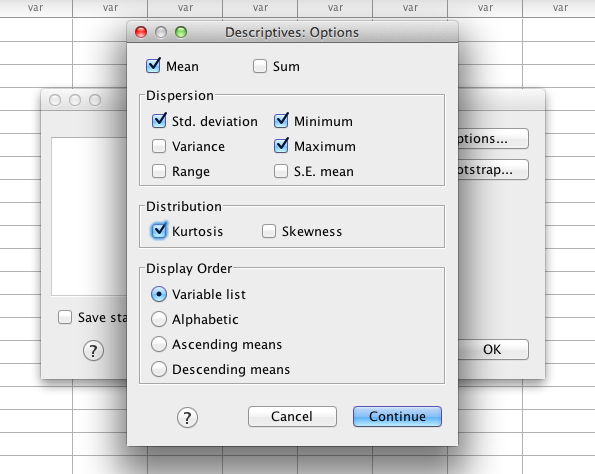 var var var var var var var var
Descriptives: Options
Mean Sum
Dispersion
Std. deviation Minimum
Variance Maximum
Range S.E. mean
Distribution
Kurtosis Skewness
Display Order
Variable list
Alphabetic
Ascending means
Descending means
? Cancel Continue
ptions...
otstrap...
Save sta
? OK